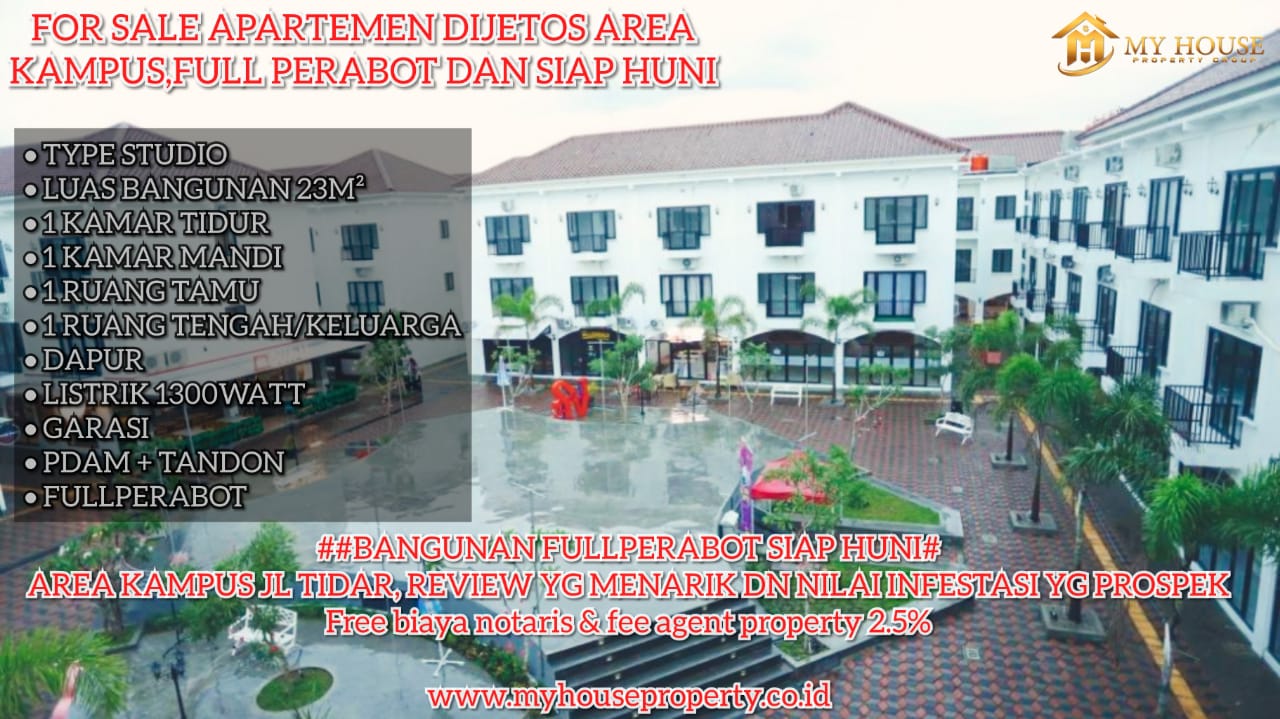 FOR SALE APARTEMEN DIJETOS AREA
KAMPUS,FULL PERABOT DAN SIAP HUNI
MY HOUSE
PROPERTY GROUP
• TYPE STUDIO
• LUAS BANGUNAN 23M²
• 1 KAMAR TIDUR
• 1 KAMAR MANDI
• 1 RUANG TAMU
• 1 RUANG TENGAH/KELUARGA
• DAPUR
• LISTRIK 1300WATT
• GARASI
• PDAM + TANDON
• FULLPERABOT
##BANGUNAN FULLPERABOT SIAP HUNI#
AREA KAMPUS JL TIDAR, REVIEW YG MENARIK DN NILAI INFESTASI YG PROSPEK
Free biaya notaris & fee agent property 2.5%
www.myhouseproperty.co.id